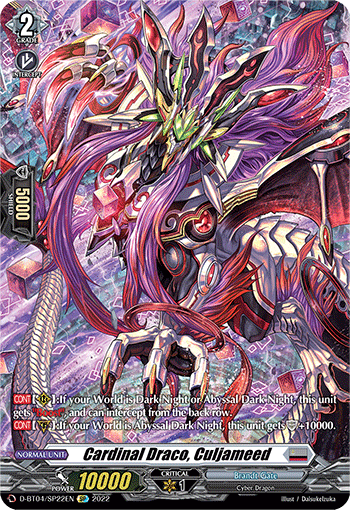 2
GRADE
INTERCEPT
5000
SHIELD
CONT【】:If your World is Dark Night or Abyssal Dark Night, this unit
gets , and can intercept from the back row.
CONT【】:If your World is Abyssal Dark Night, this unit gets +10000.
NORMAL UNIT
Cardinal Draco, Culjameed
POWER
10000
CRITICAL
1
Brandt Gate
Cyber Dragon
D-BT04/SP22EN SP 2022
Illust / Daisukeizuka